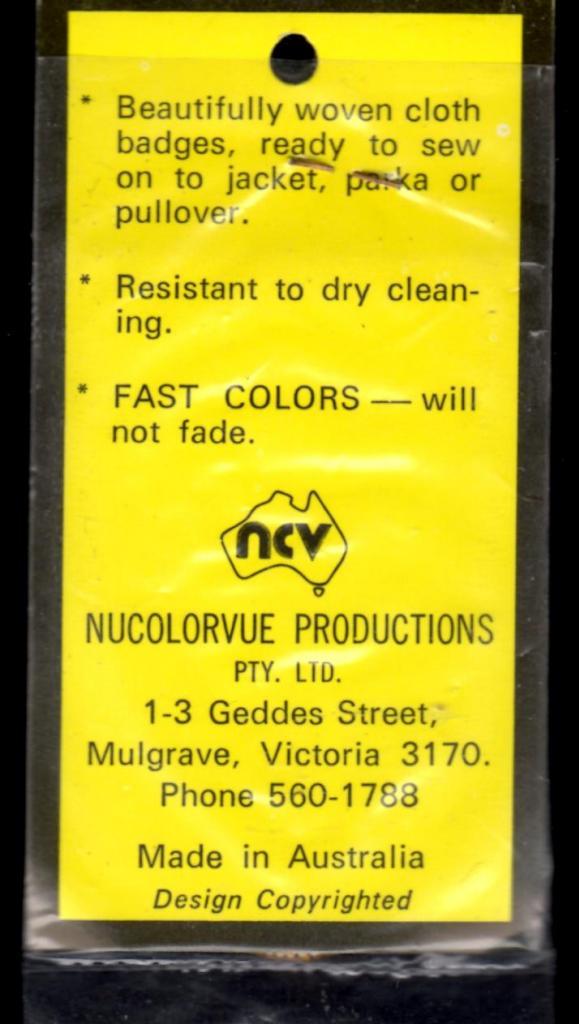 * Beautifully woven cloth
badges, ready to sew
on to jacket, parka or
pullover.
* Resistant to dry clean-
ing.
* FAST COLORS — will
not fade.
ncv
NUCOLORVUE PRODUCTIONS
PTY. LTD.
1-3 Geddes Street,
Mulgrave, Victoria 3170.
Phone 560-1788
Made in Australia
Design Copyrighted